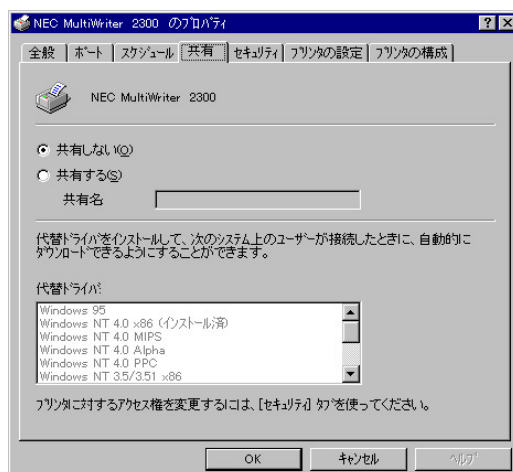 NEC MultiWriter 2300 のプロパティ
全般 ポート スケジュール 共有 セキュリティ プリンタの設定 プリンタの構成
NEC MultiWriter 2300
共有しない(O)
共有する(S)
共有名
代替ドライバをインストールして、次のシステム上のユーザーが接続したときに、自動的に
ダウンロードできるようにすることができます。
代替ドライバ:
Windows 95
Windows NT 4.0 x86 (インストール済)
Windows NT 4.0 MIPS
Windows NT 4.0 Alpha
Windows NT 4.0 PPC
Windows NT 3.5/3.51 x86
プリンタに対するアクセス権を変更するには、[セキュリティ] タブを使ってください。
OK キャンセル ヘルプ